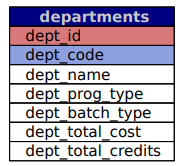 departments
dept_id
dept_code
dept_name
dept_prog_type
dept_batch_type
dept_total_cost
dept_total_credits